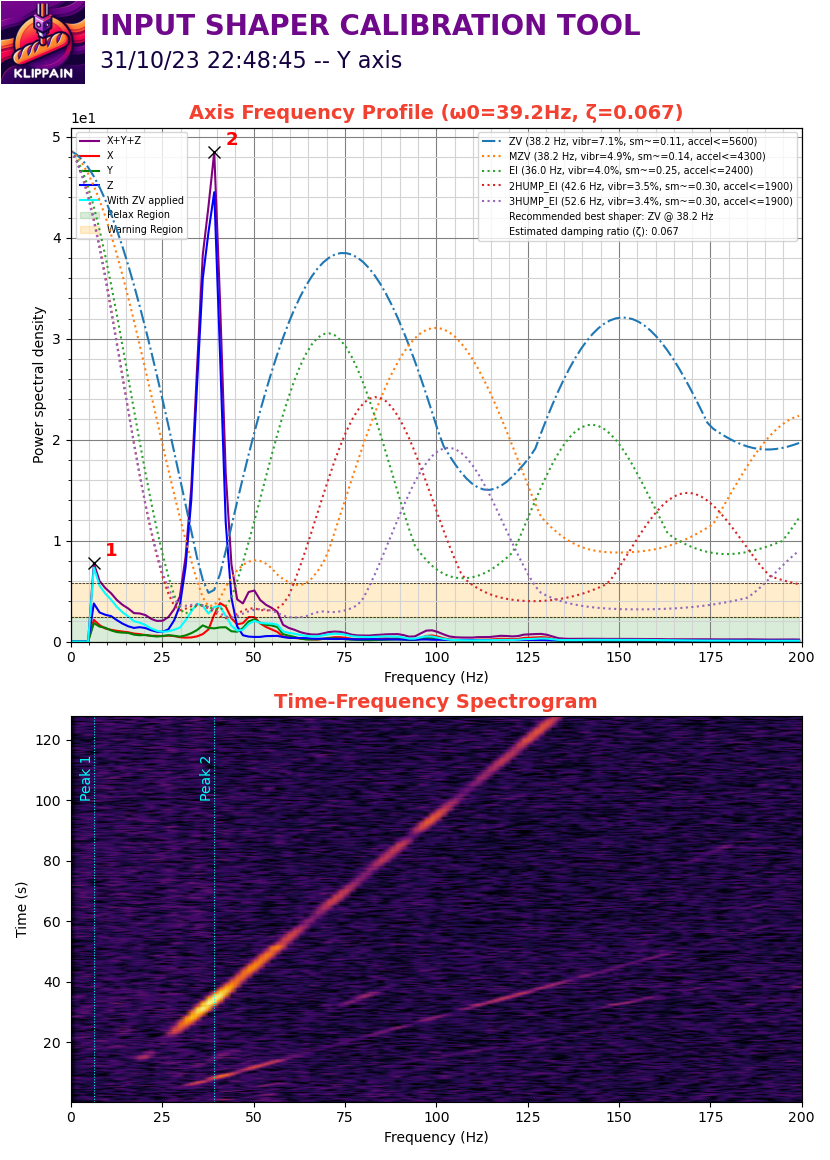 INPUT SHAPER CALIBRATION TOOL
31/10/23 22:48:45 -- Y axis
KLIPPAIN
Axis Frequency Profile (ω0=39.2Hz, ζ=0.067)
1e1
X+Y+Z
X
Y
Z
With ZV applied
Relax Region
Warning Region
ZV (38.2 Hz, vibr=7.1%, sm~=0.11, accel<=5600)
MZV (38.2 Hz, vibr=4.9%, sm~=0.14, accel<=4300)
EI (36.0 Hz, vibr=4.0%, sm~=0.25, accel<=2400)
2HUMP_EI (42.6 Hz, vibr=3.5%, sm~=0.30, accel<=1900)
3HUMP_EI (52.6 Hz, vibr=3.4%, sm~=0.30, accel<=1900)
Recommended best shaper: ZV @ 38.2 Hz
Estimated damping ratio (ζ): 0.067
1
2
5
4
3
2
1
0
Power spectral density
0 25 50 75 100 125 150 175 200
Frequency (Hz)
Time-Frequency Spectrogram
Peak 1
Peak 2
120
100
80
60
40
20
Time (s)
0 25 50 75 100 125 150 175 200
Frequency (Hz)